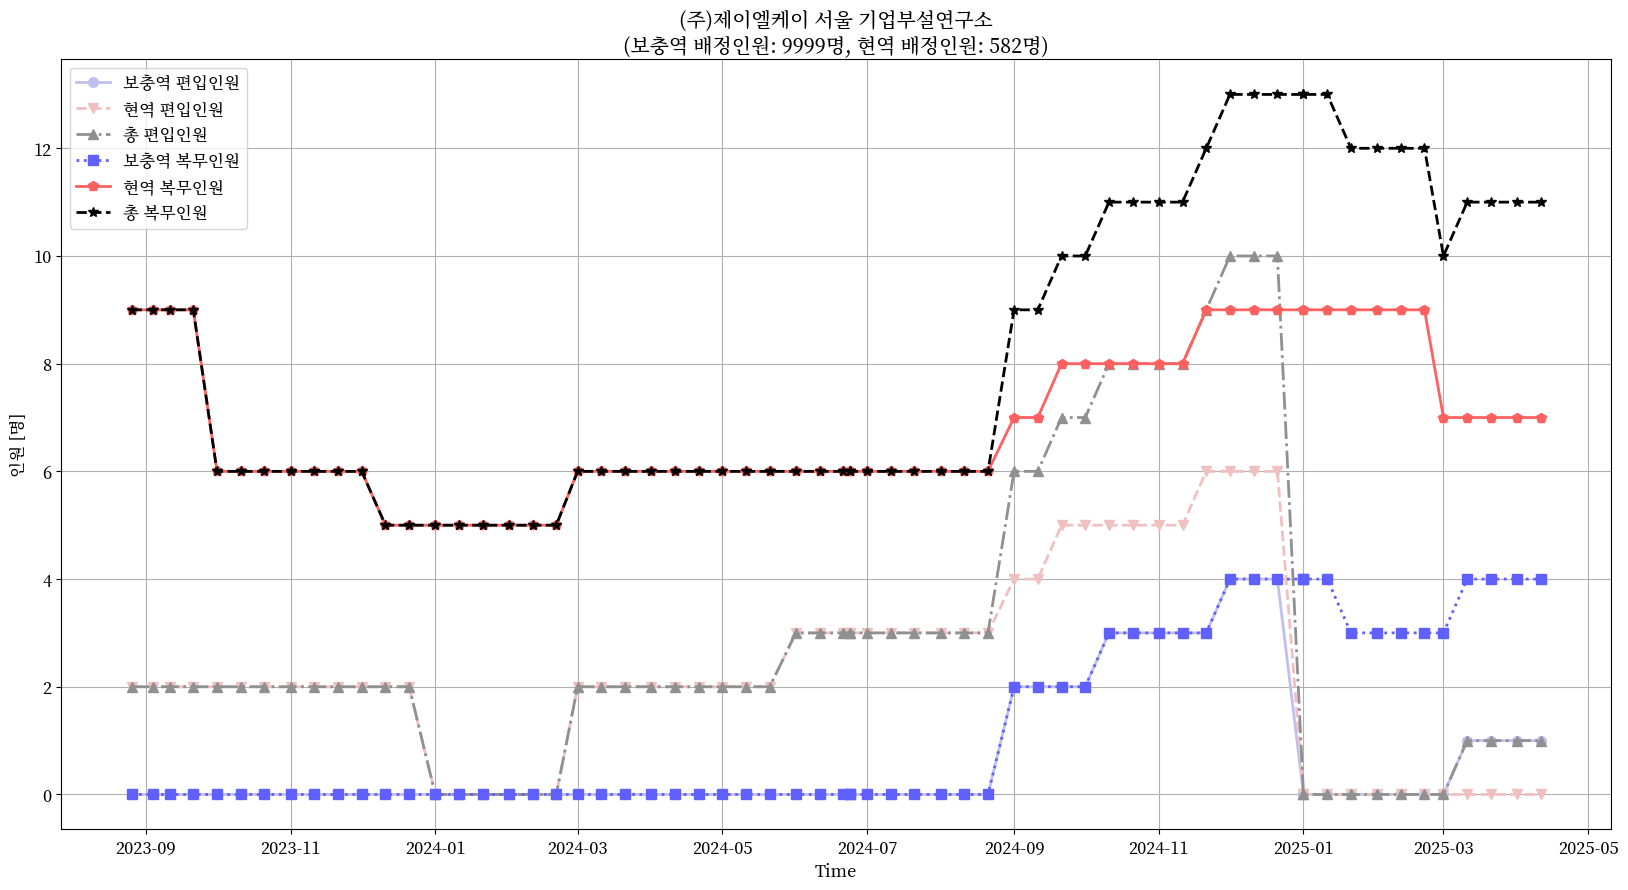 (주)제이엘케이 서울 기업부설연구소
(보충역 배정인원: 9999명, 현역 배정인원: 582명)
보충역 편입인원
현역 편입인원
총 편입인원
보충역 복무인원
현역 복무인원
총 복무인원
인원 [명]
12
10
8
6
4
2
0
2023-09
2023-11
2024-01
2024-03
2024-05
2024-07
2024-09
2024-11
2025-01
2025-03
2025-05
Time